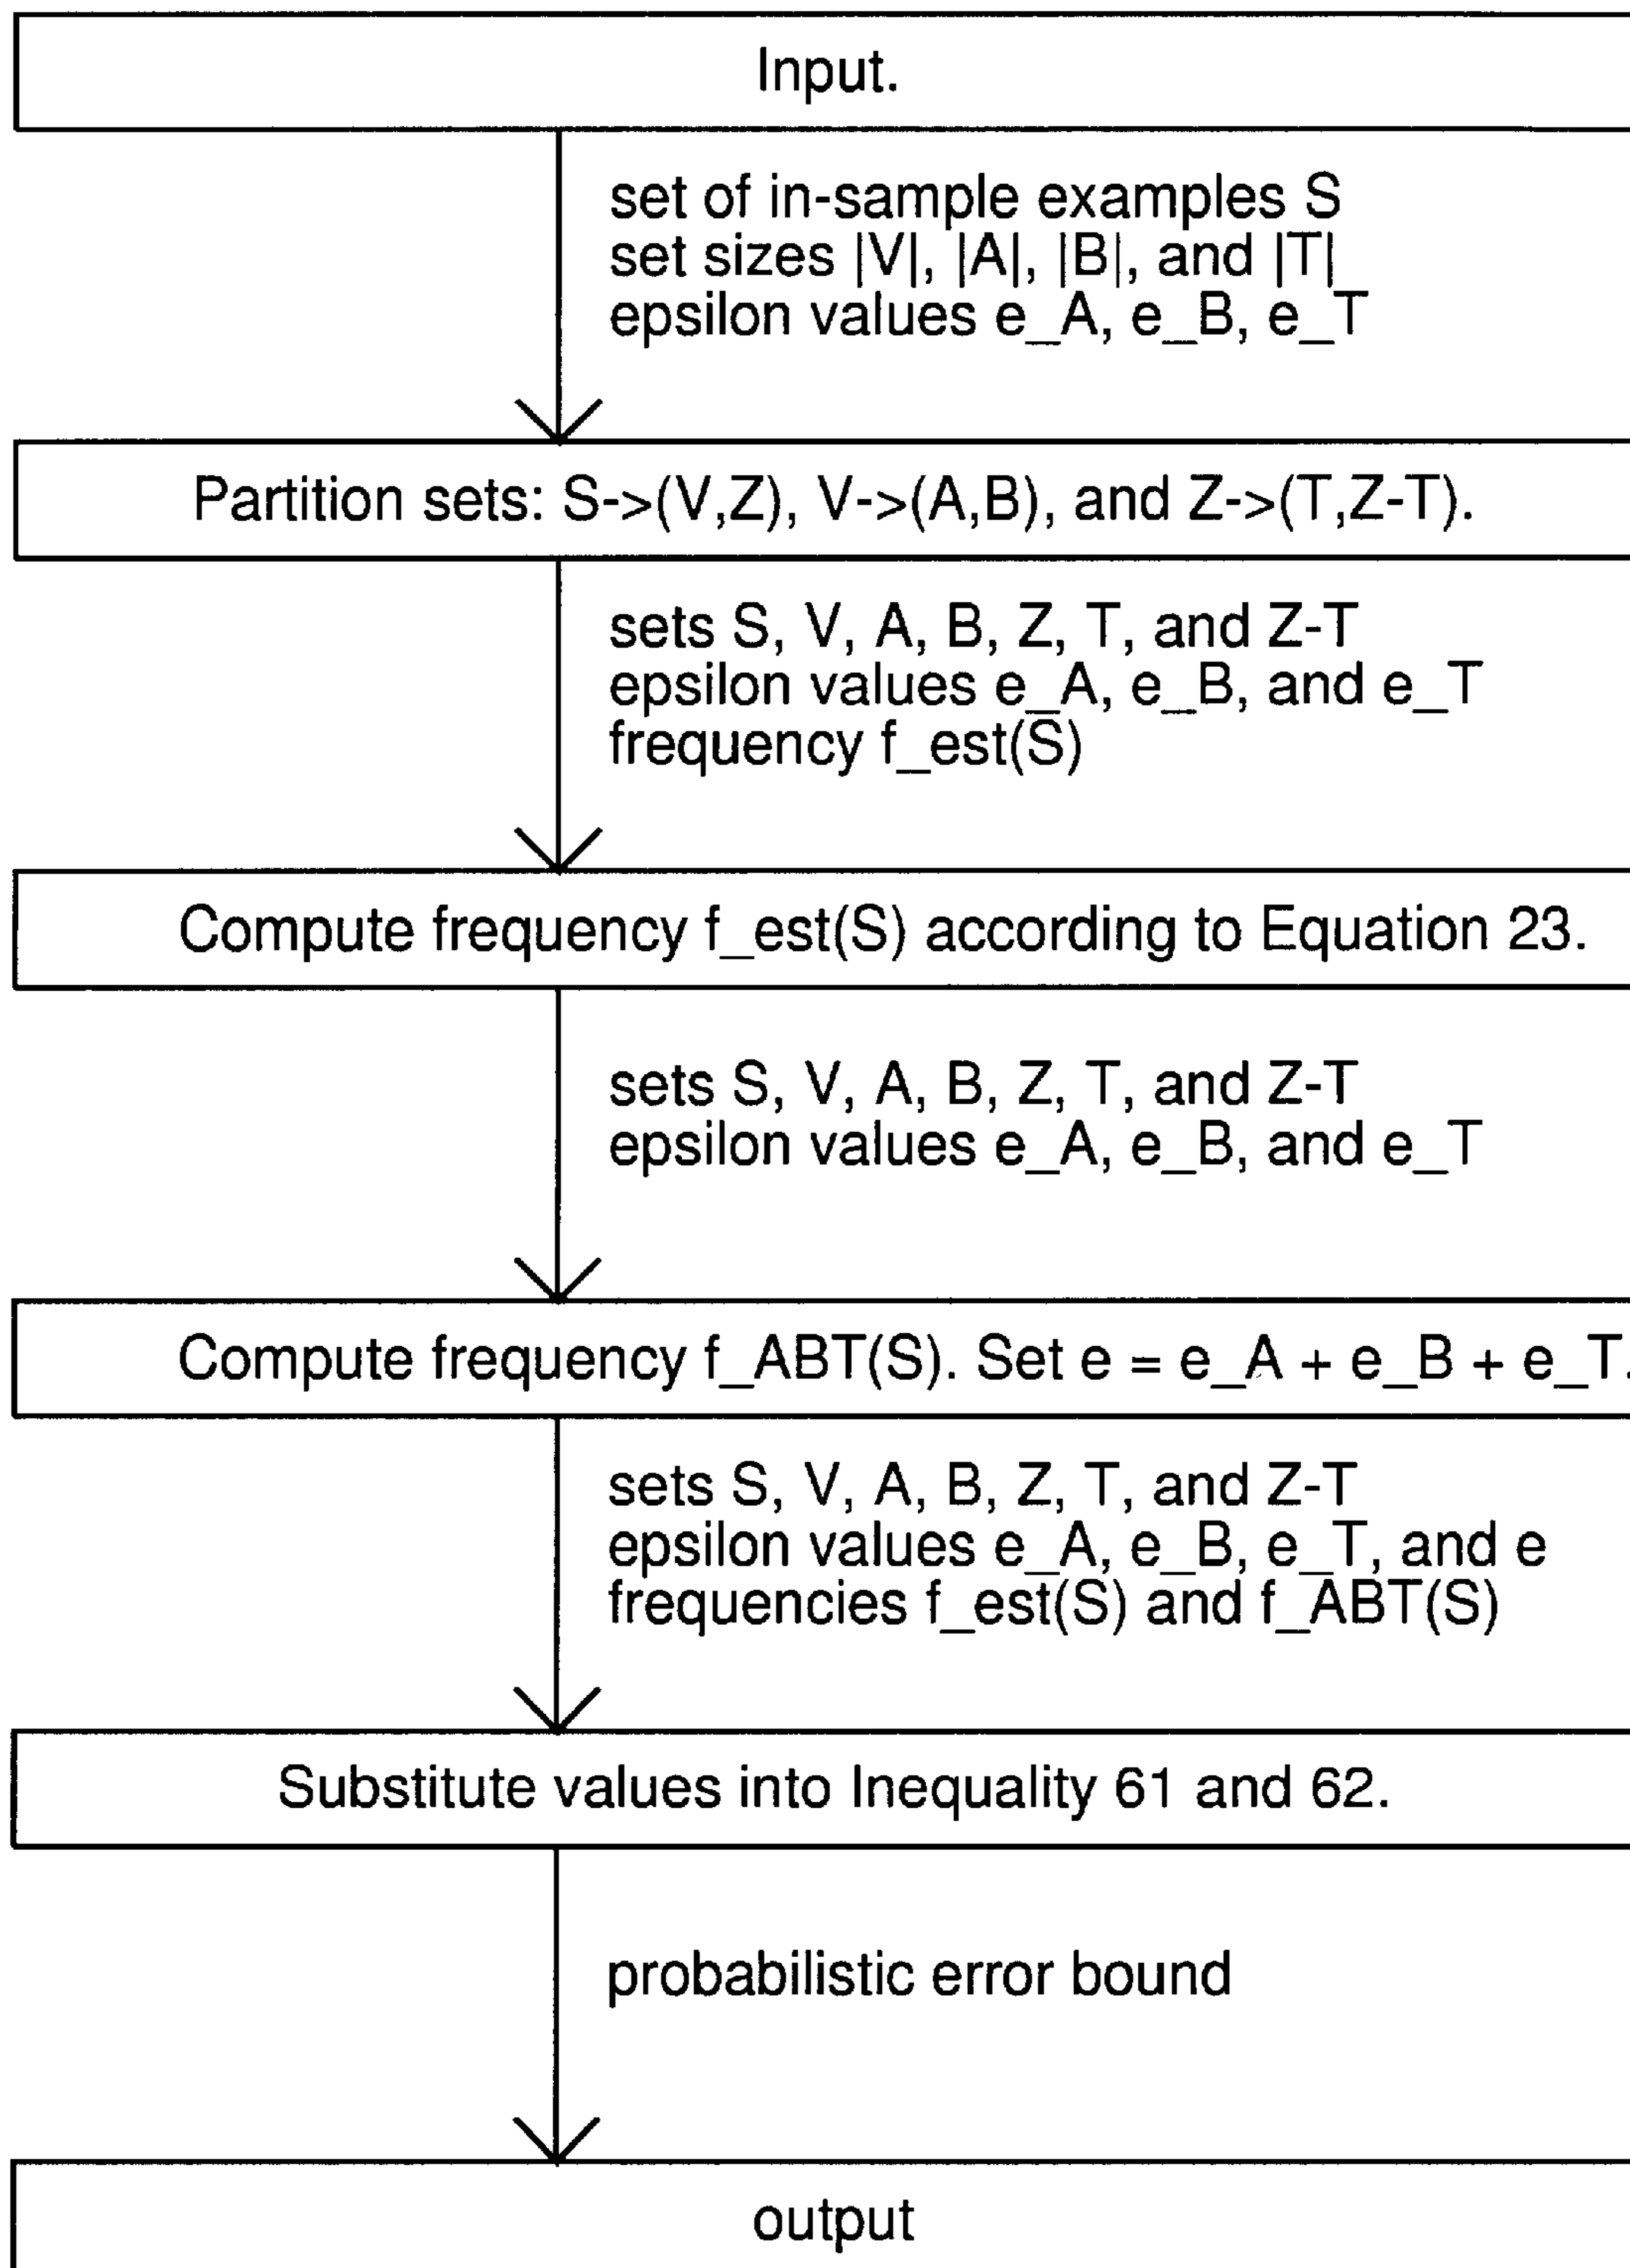 Input.
set of in-sample examples S
set sizes |V|, |A|, |B|, and |T|
epsilon values e_A, e_B, e_T
Partition sets: S->(V,Z), V->(A,B), and Z->(T,Z-T).
sets S, V, A, B, Z, T, and Z-T
epsilon values e_A, e_B, and e_T
frequency f_est(S)
Compute frequency f_est(S) according to Equation 23.
sets S, V, A, B, Z, T, and Z-T
epsilon values e_A, e_B, and e_T
Compute frequency f_ABT(S). Set e = e_A + e_B + e_T.
sets S, V, A, B, Z, T, and Z-T
epsilon values e_A, e_B, e_T, and e
frequencies f_est(S) and f_ABT(S)
Substitute values into Inequality 61 and 62.
probabilistic error bound
output